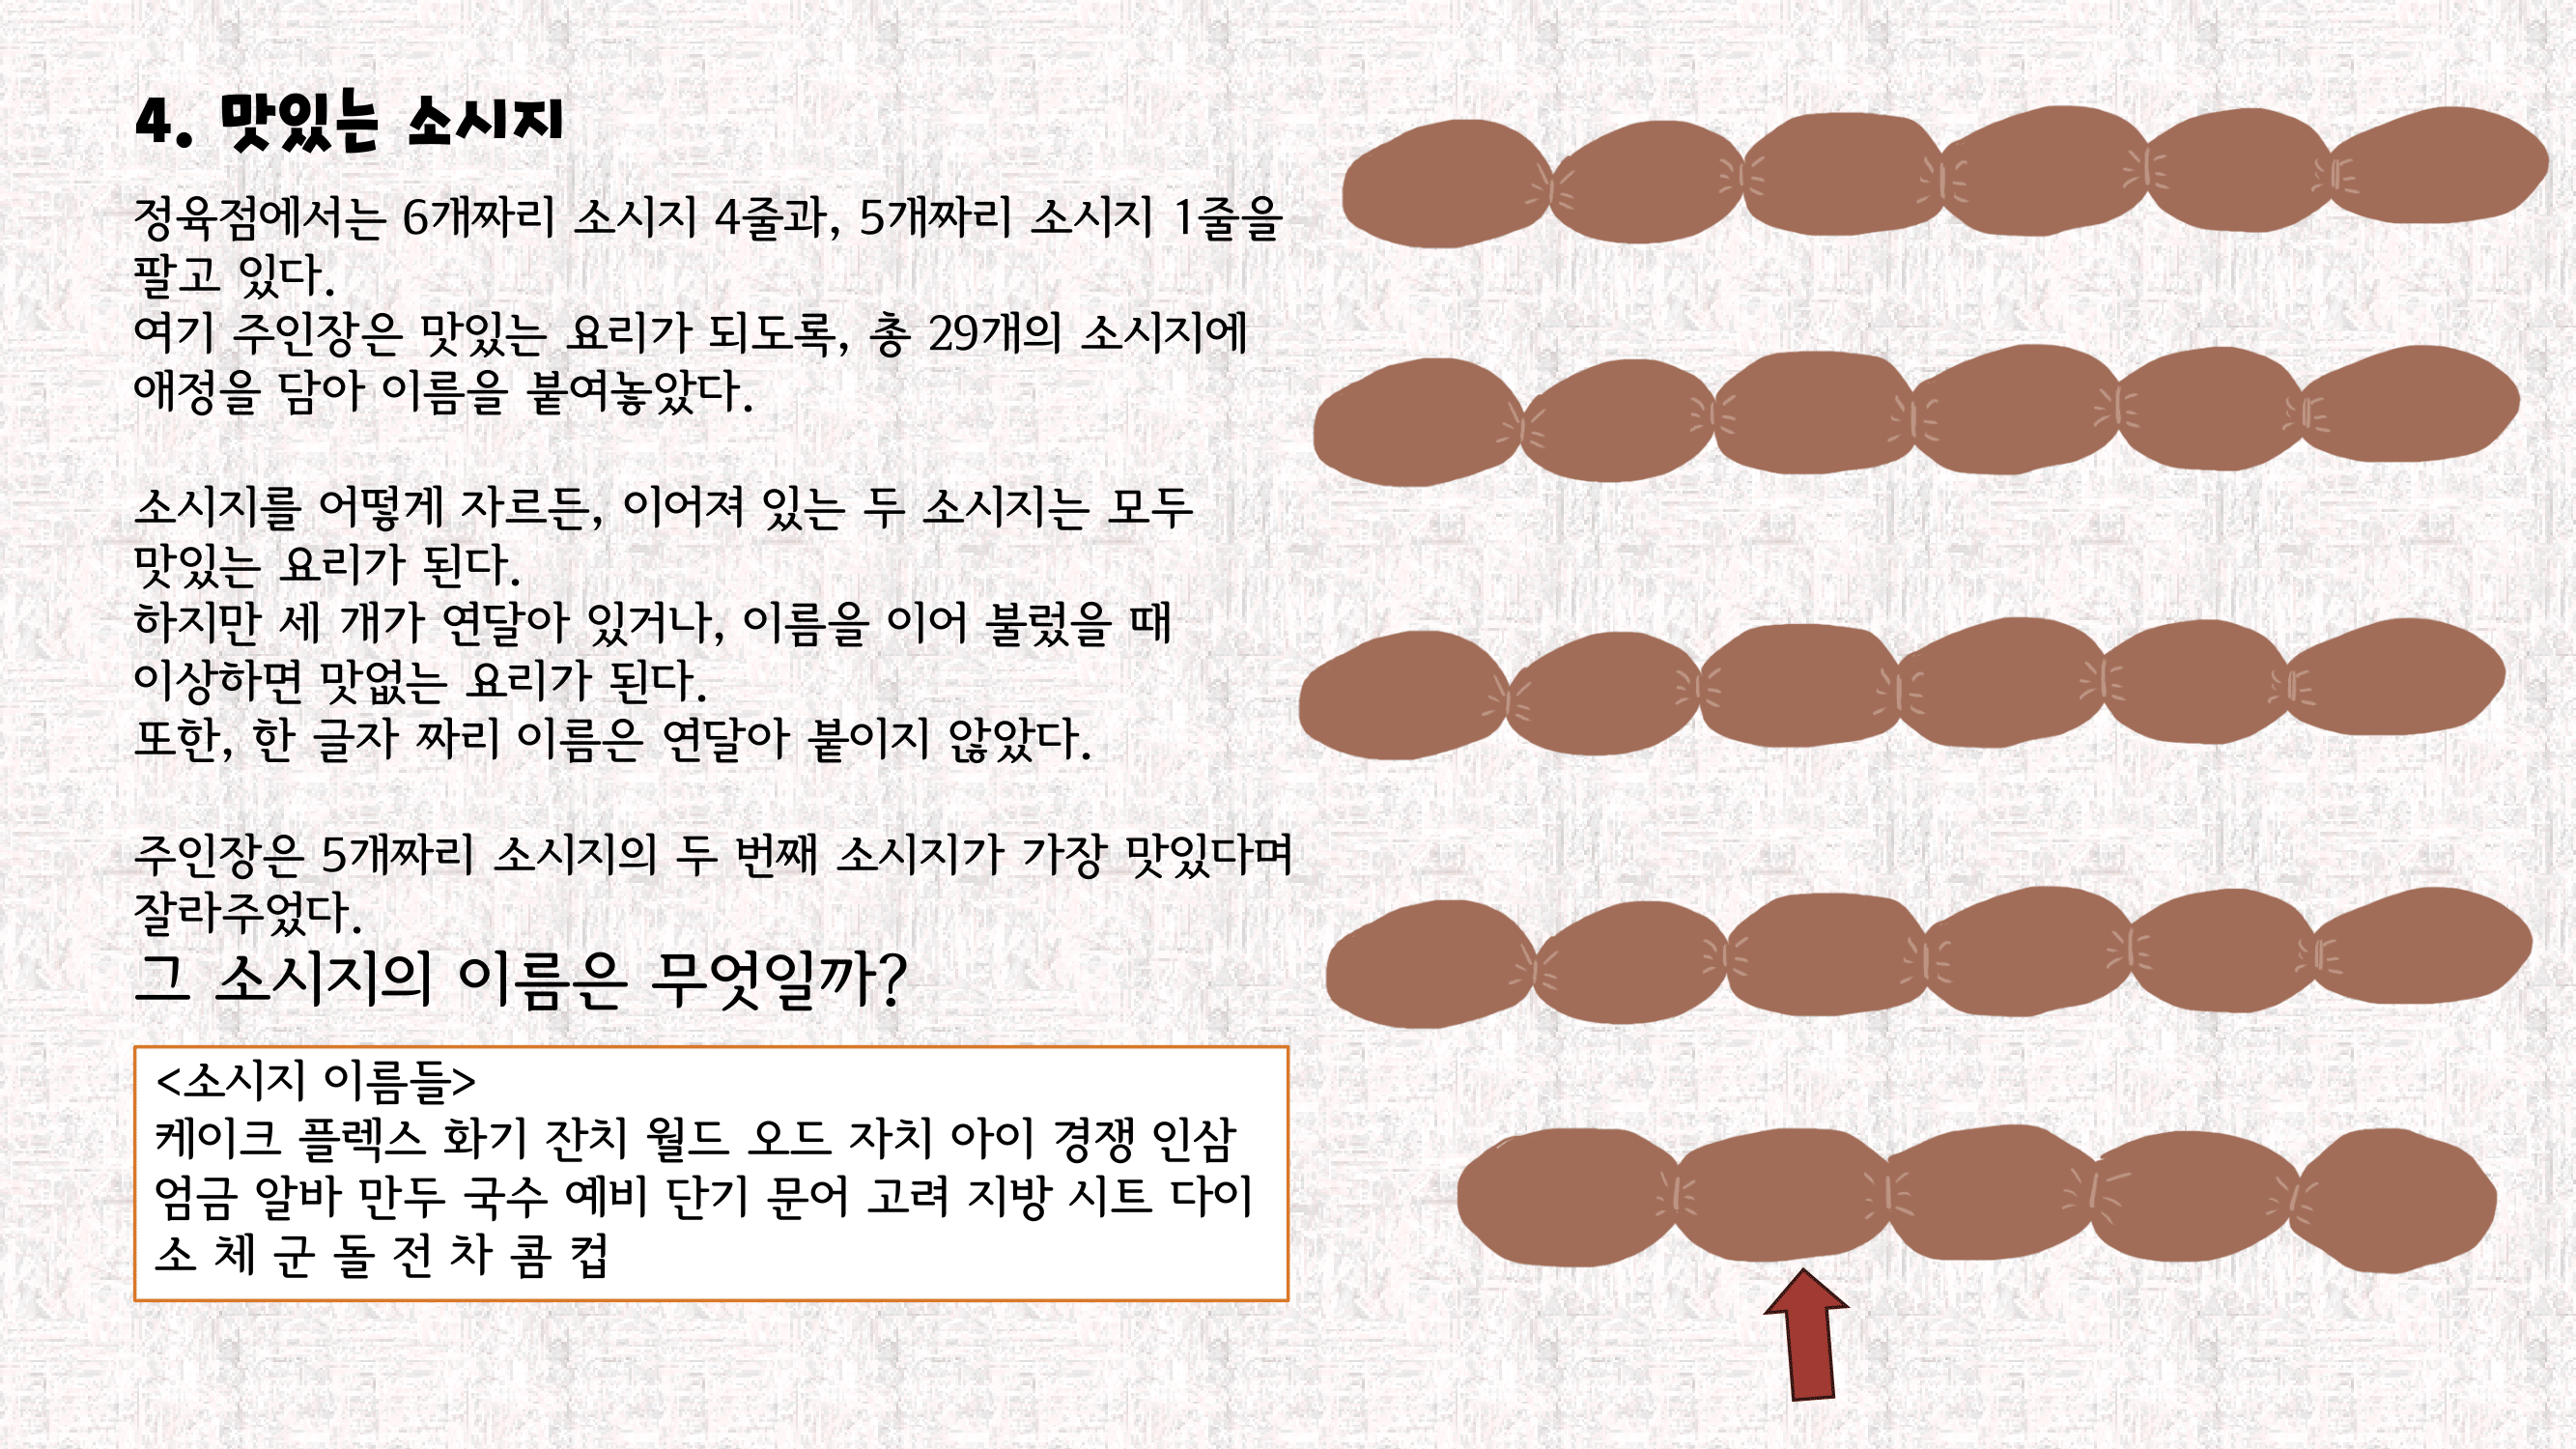 4. 맛있는 소시지
정육점에서는 6개짜리 소시지 4줄과, 5개짜리 소시지 1줄을
팔고 있다.
여기 주인장은 맛있는 요리가 되도록, 총 29개의 소시지에
애정을 담아 이름을 붙여놓았다.
소시지를 어떻게 자르든, 이어져 있는 두 소시지는 모두
맛있는 요리가 된다.
하지만 세 개가 연달아 있거나, 이름을 이어 불렀을 때
이상하면 맛없는 요리가 된다.
또한, 한 글자 짜리 이름은 연달아 붙이지 않았다.
주인장은 5개짜리 소시지의 두 번째 소시지가 가장 맛있다며
잘라주었다.
그 소시지의 이름은 무엇일까?
<소시지 이름들>
케이크 플렉스 화기 잔치 월드 오드 자치 아이 경쟁 인삼
엄금 알바 만두 국수 예비 단기 문어 고려 지방 시트 다이
소 체 군 돌 전 차 콤 컵